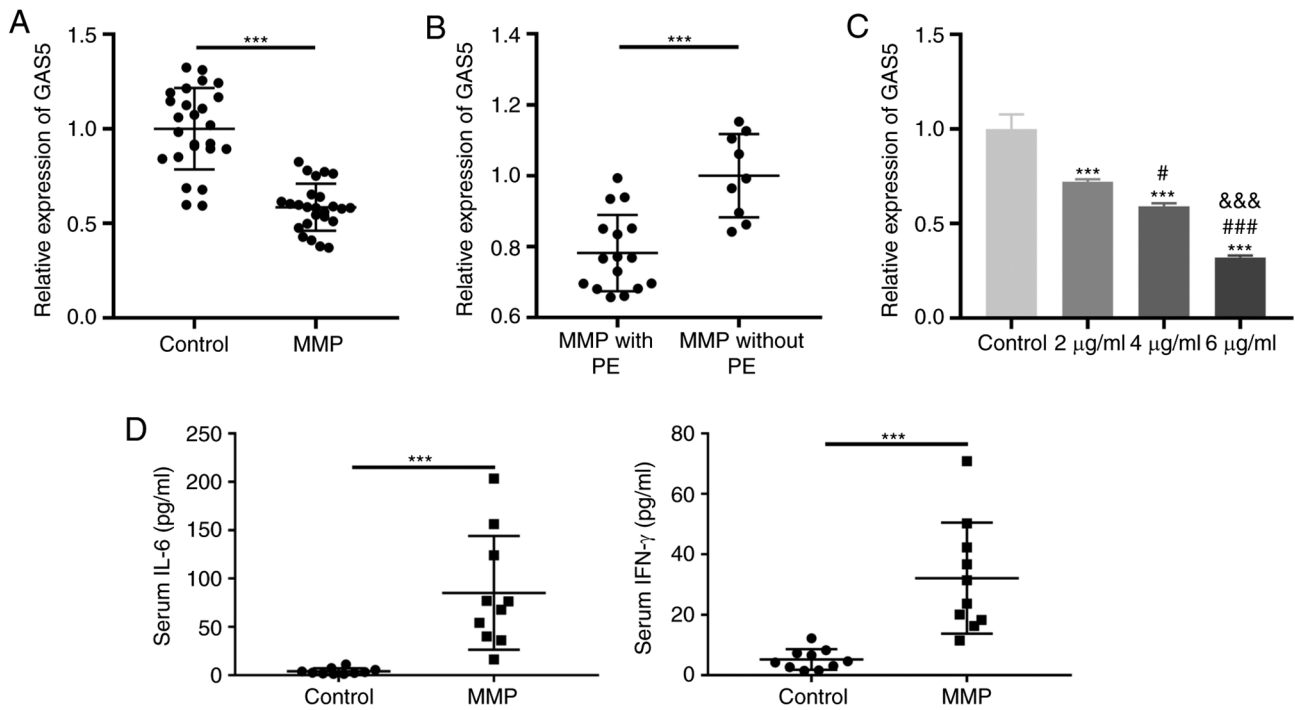 A
Relative expression of GAS5
1.5
1.0
0.5
0.0
***
Control
MMP
B
Relative expression of GAS5
1.4
1.2
1.0
0.8
0.6
***
MMP with
PE
MMP without
PE
C
Relative expression of GAS5
1.5
1.0
0.5
0.0
***
#
***
&&&
###
***
Control
2 μg/ml
4 μg/ml
6 μg/ml
D
Serum IL-6 (pg/ml)
250
200
150
100
50
0
***
Control
MMP
Serum IFN-γ (pg/ml)
80
60
40
20
0
***
Control
MMP